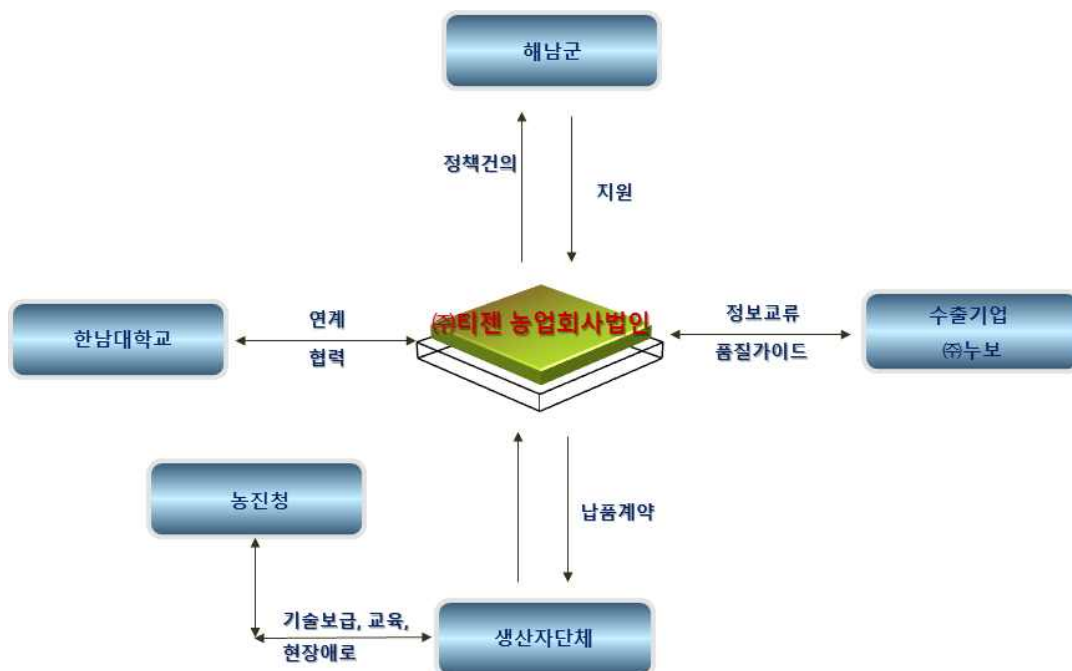 해남군
정책건의
지원
한남대학교
연계
협력
㈜티젠 농업회사법인
정보교류
품질가이드
수출기업
㈜누보
농진청
납품계약
기술보급, 교육,
현장애로
생산자단체